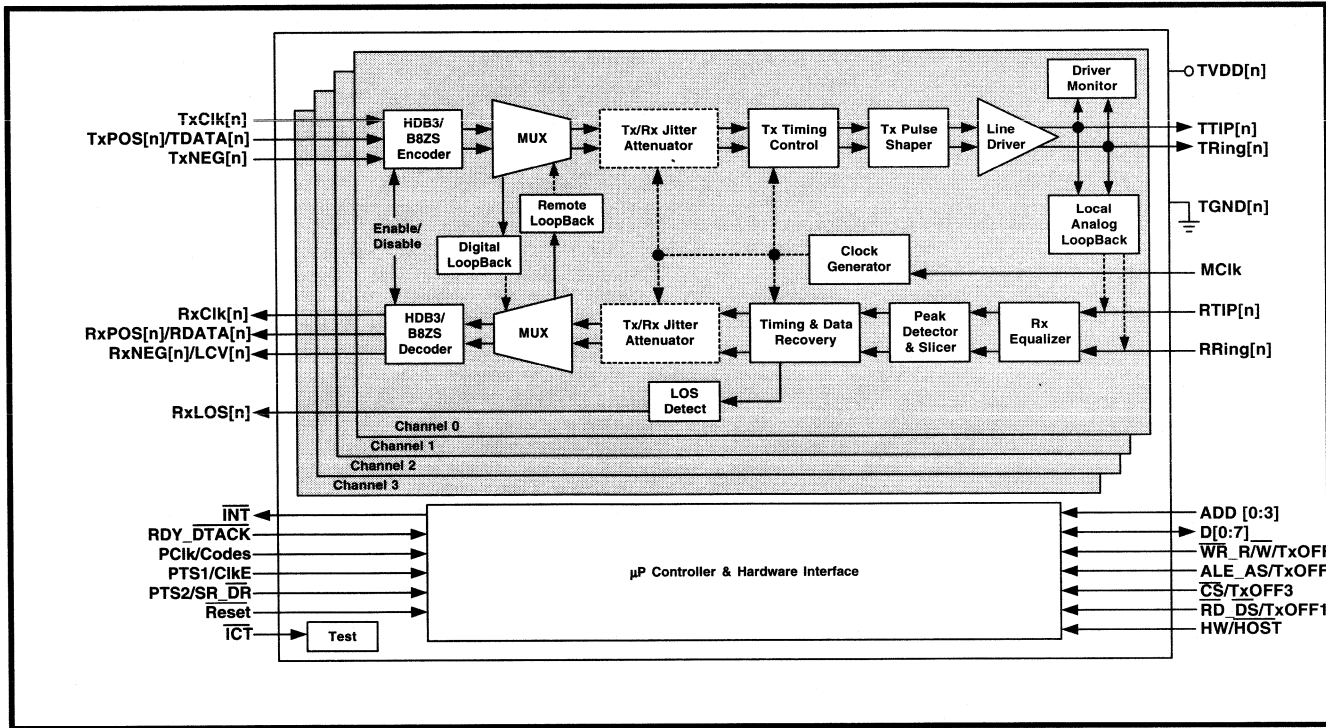 Driver
Monitor
TVDD[n]
TxClk[n]
TxPOS[n]/TDATA[n]
TxNEG[n]
HDB3/
B8ZS
Encoder
MUX
Tx/Rx Jitter
Attenuator
Tx Timing
Control
Tx Pulse
Shaper
Line
Driver
TTIP[n]
TRing[n]
Enable/
Disable
Digital
LoopBack
Remote
LoopBack
Clock
Generator
Local
Analog
LoopBack
TGND[n]
MClk
RxClk[n]
RxPOS[n]/RDATA[n]
RxNEG[n]/LCV[n]
HDB3/
B8ZS
Decoder
MUX
Tx/Rx Jitter
Attenuator
Timing & Data
Recovery
Peak
Detector
& Slicer
Rx
Equalizer
RTIP[n]
RRing[n]
RxLOS[n]
LOS
Detect
Channel 0
Channel 1
Channel 2
Channel 3
INT
RDY_DTACK
PClk/Codes
PTS1/ClkE
PTS2/SR_DR
Reset
ICT
Test
µP Controller & Hardware Interface
ADD [0:3]
D[0:7]
WR_R/W/TxOFF
ALE_AS/TxOFF
CS/TxOFF3
RD_DS/TxOFF1
HW/HOST